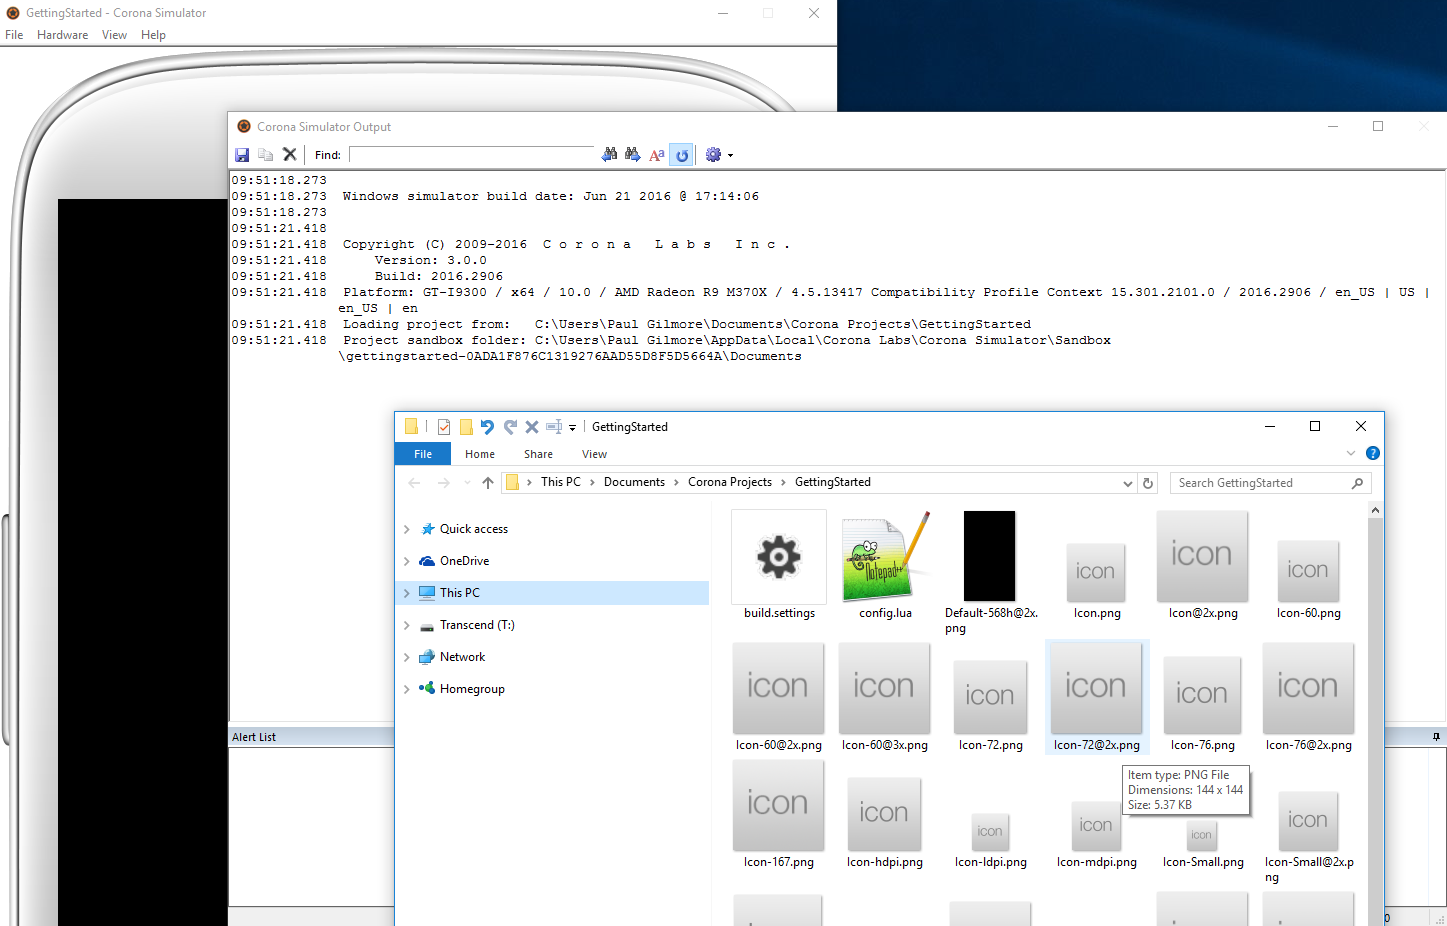 GettingStarted - Corona Simulator
File Hardware View Help
Corona Simulator Output
Find:
09:51:18.273
09:51:18.273 Windows simulator build date: Jun 21 2016 @ 17:14:06
09:51:18.273
09:51:21.418
09:51:21.418 Copyright (C) 2009-2016 C o r o n a L a b s I n c .
09:51:21.418 Version: 3.0.0
09:51:21.418 Build: 2016.2906
09:51:21.418 Platform: GT-I9300 / x64 / 10.0 / AMD Radeon R9 M370X / 4.5.13417 Compatibility Profile Context 15.301.2101.0 / 2016.2906 / en_US | US |
en_US | en
09:51:21.418 Loading project from: C:\Users\Paul Gilmore\Documents\Corona Projects\GettingStarted
09:51:21.418 Project sandbox folder: C:\Users\Paul Gilmore\AppData\Local\Corona Labs\Corona Simulator\Sandbox
\gettingstarted-0ADA1F876C1319276AAD55D8F5D5664A\Documents
GettingStarted
File Home Share View
This PC > Documents > Corona Projects > GettingStarted
Search GettingStarted
Quick access
OneDrive
This PC
Transcend (T:)
Network
Homegroup
Notepad++
icon icon icon
build.settings config.lua Default-568h@2x.
png
Icon.png Icon@2x.png Icon-60.png
icon icon icon icon icon icon
Icon-60@2x.png Icon-60@3x.png Icon-72.png Icon-72@2x.png Icon-76.png Icon-76@2x.png
Item type: PNG File
Dimensions: 144 x 144
Size: 5.37 KB
icon icon icon icon icon icon
Icon-167.png Icon-hdpi.png Icon-ldpi.png Icon-mdpi.png Icon-Small.png Icon-Small@2x.p
ng
Alert List